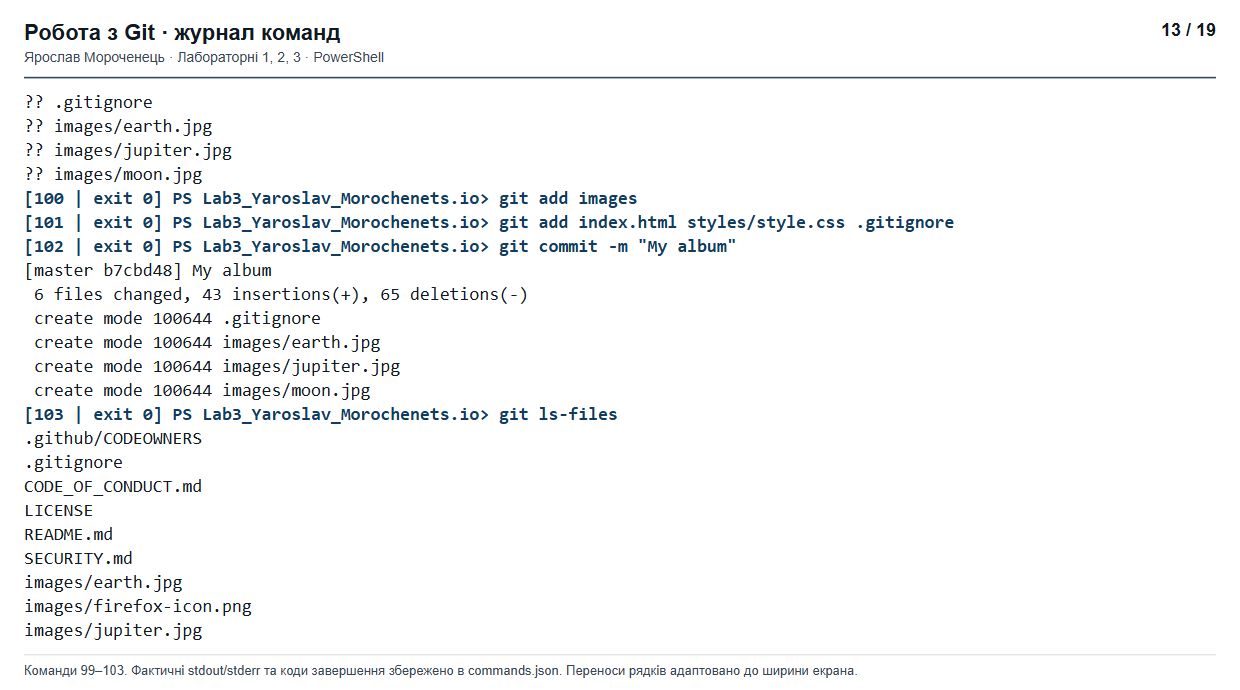 Робота з Git · журнал команд
13 / 19
Ярослав Мороченець · Лабораторні 1, 2, 3 · PowerShell
?? .gitignore
?? images/earth.jpg
?? images/jupiter.jpg
?? images/moon.jpg
[100 | exit 0] PS Lab3_Yaroslav_Morochenets.io> git add images
[101 | exit 0] PS Lab3_Yaroslav_Morochenets.io> git add index.html styles/style.css .gitignore
[102 | exit 0] PS Lab3_Yaroslav_Morochenets.io> git commit -m "My album"
[master b7cbd48] My album
 6 files changed, 43 insertions(+), 65 deletions(-)
 create mode 100644 .gitignore
 create mode 100644 images/earth.jpg
 create mode 100644 images/jupiter.jpg
 create mode 100644 images/moon.jpg
[103 | exit 0] PS Lab3_Yaroslav_Morochenets.io> git ls-files
.github/CODEOWNERS
.gitignore
CODE_OF_CONDUCT.md
LICENSE
README.md
SECURITY.md
images/earth.jpg
images/firefox-icon.png
images/jupiter.jpg
Команди 99–103. Фактичні stdout/stderr та коди завершення збережено в commands.json. Переноси рядків адаптовано до ширини екрана.